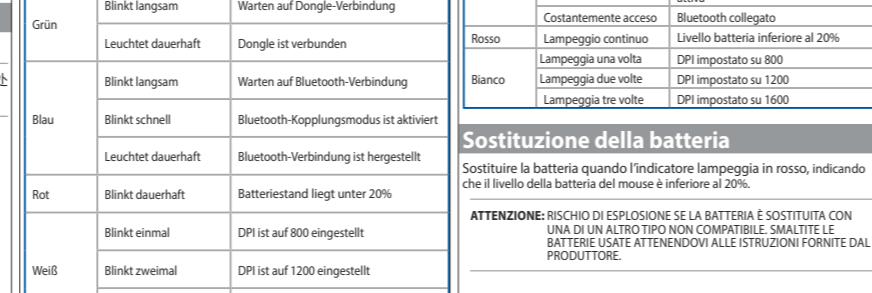 Blinkt langsam Warten auf Dongle-Verbindung
Grün
Leuchtet dauerhaft Dongle ist verbunden
Blinkt langsam Warten auf Bluetooth-Verbindung
Blau Blinkt schnell Bluetooth-Kopplungsmodus ist aktiviert
Leuchtet dauerhaft Bluetooth-Verbindung ist hergestellt
Rot Blinkt dauerhaft Batteriestand liegt unter 20%
Blinkt einmal DPI ist auf 800 eingestellt
Weiß Blinkt zweimal DPI ist auf 1200 eingestellt
Costantemente acceso Bluetooth collegato
Rosso Lampeggio continuo Livello batteria inferiore al 20%
Lampeggia una volta DPI impostato su 800
Bianco Lampeggia due volte DPI impostato su 1200
Lampeggia tre volte DPI impostato su 1600
Sostituzione della batteria
Sostituire la batteria quando l’indicatore lampeggia in rosso, indicando
che il livello della batteria del mouse è inferiore al 20%.
ATTENZIONE: RISCHIO DI ESPLOSIONE SE LA BATTERIA È SOSTITUITA CON
UNA DI UN ALTRO TIPO NON COMPATIBILE. SMALTITE LE
BATTERIE USATE ATTENENDOVI ALLE ISTRUZIONI FORNITE DAL
PRODUTTORE.